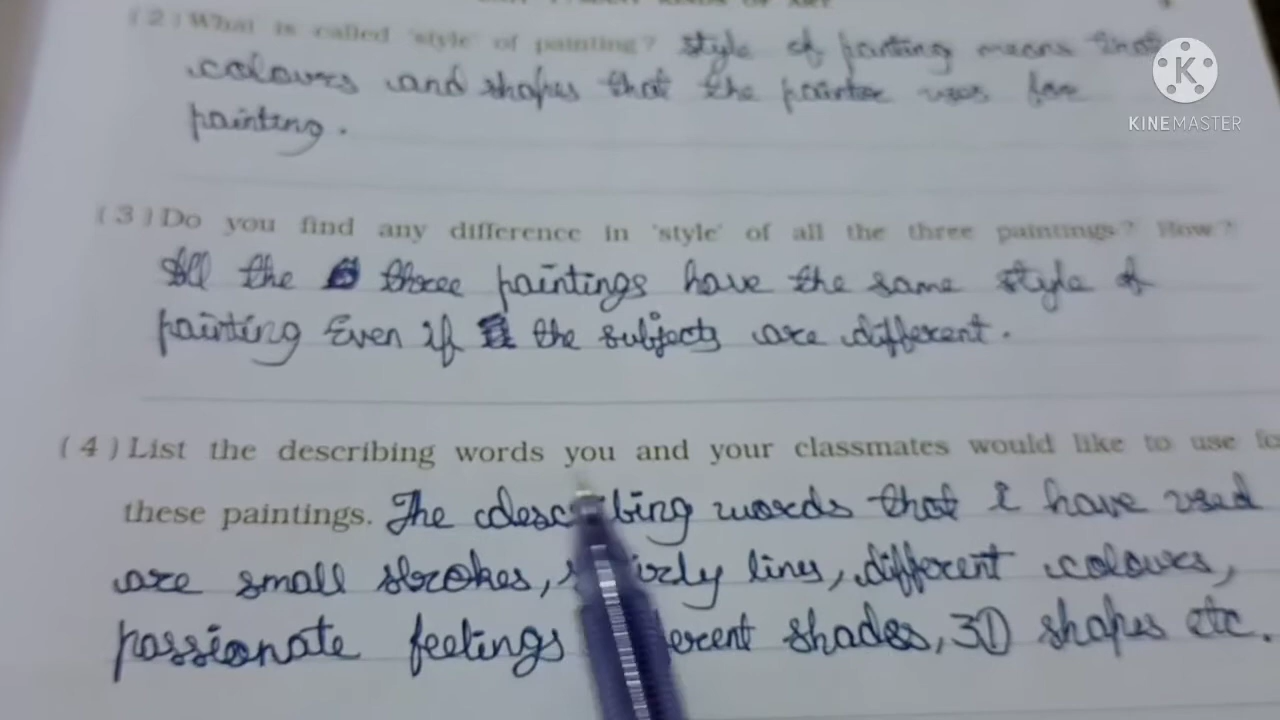 (2) What is called 'style' of painting? style of painting means that
K
colours and shapes that the painter uses for
KINEMASTER
painting.
(3) Do you find any difference in 'style' of all the three paintings? How?
All the three paintings have the same style of
painting Even if the subjects are different.
(4) List the describing words you and your classmates would like to use fo
these paintings. The describing words that i have used
are small strokes, lines, different colours,
passionate feelings shades, 3D shapes etc.